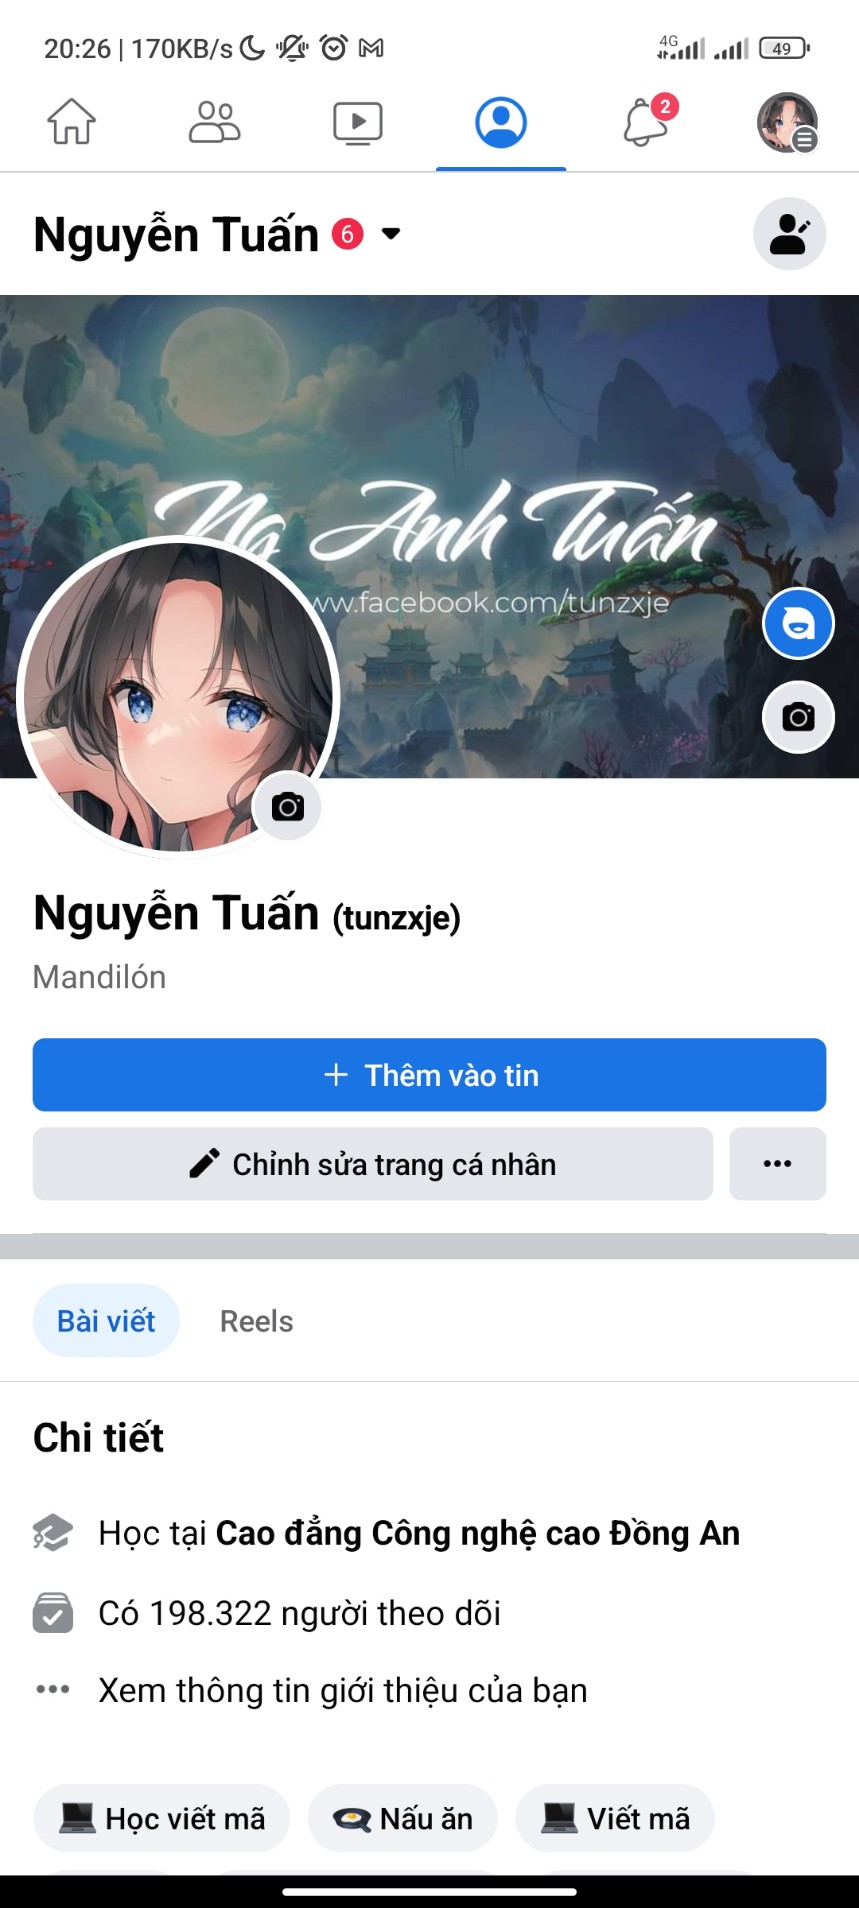 20:26 | 170KB/s 4G 49
2
Nguyễn Tuấn 6
Ng Anh Tuấn
ww.facebook.com/tunzxje
Nguyễn Tuấn (tunzxje)
Mandilón
+ Thêm vào tin
Chỉnh sửa trang cá nhân
Bài viết Reels
Chi tiết
Học tại Cao đẳng Công nghệ cao Đồng An
Có 198.322 người theo dõi
Xem thông tin giới thiệu của bạn
Học viết mã Nấu ăn Viết mã